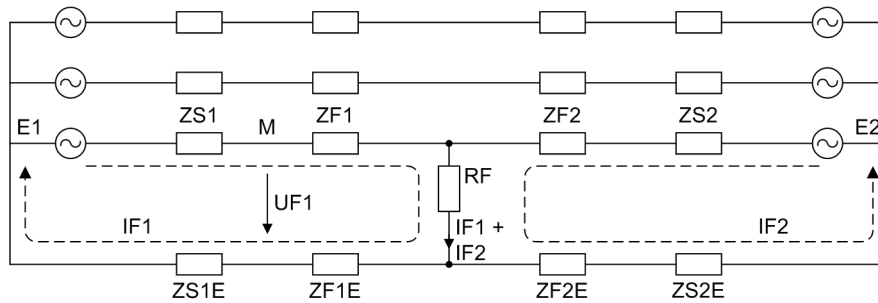 ZS1 ZF1 ZF2 ZS2
E1 M E2
RF
UF1
IF1 IF1 + IF2
IF2
ZS1E ZF1E ZF2E ZS2E